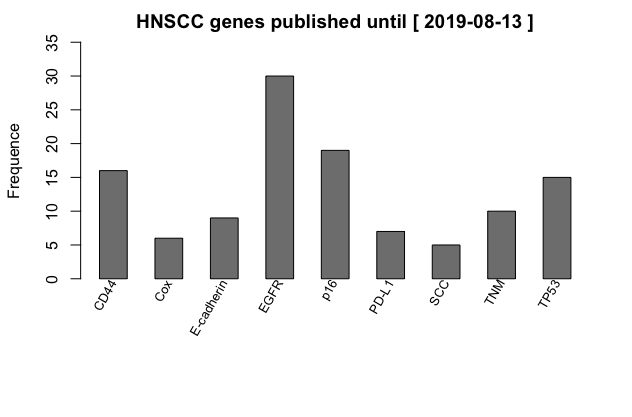 HNSCC genes published until [ 2019-08-13 ]
Frequence
35
30
25
20
15
10
5
0
CD44
Cox
E-cadherin
EGFR
p16
PD-L1
SCC
TNM
TP53